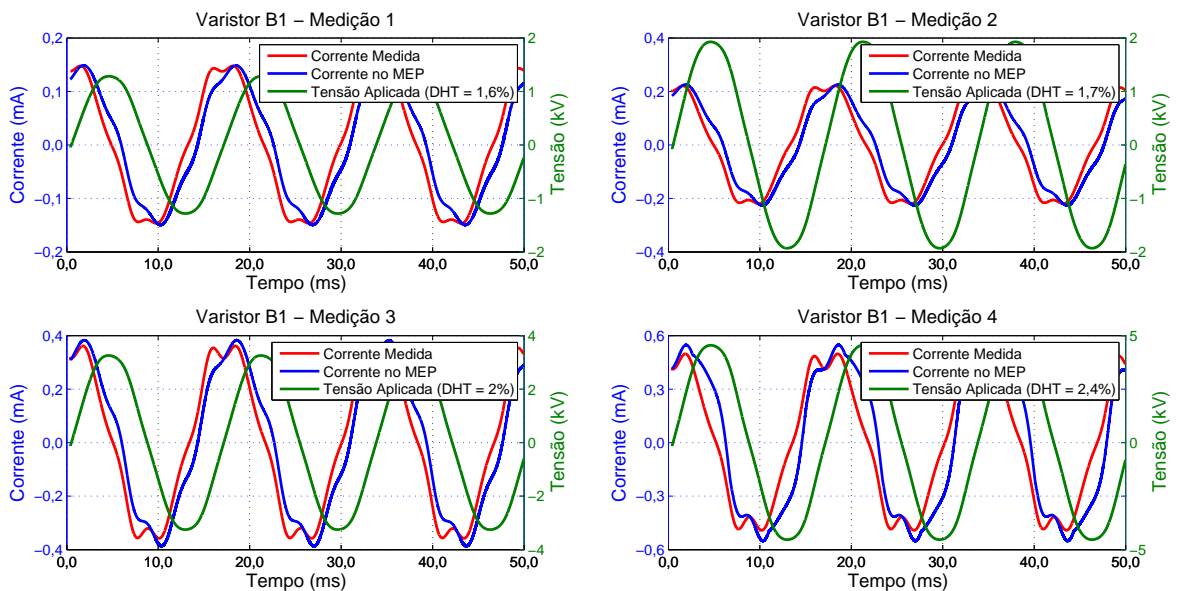 Varistor B1 – Medição 1
Corrente (mA)
0,2
0,1
0,0
−0,1
−0,2
Corrente Medida
Corrente no MEP
Tensão Aplicada (DHT = 1,6%)
2
1
0
−1
−2
Tensão (kV)
0,0 10,0 20,0 30,0 40,0 50,0
Tempo (ms)
Varistor B1 – Medição 2
Corrente (mA)
0,4
0,2
0,0
−0,2
−0,4
Corrente Medida
Corrente no MEP
Tensão Aplicada (DHT = 1,7%)
2
1
0
−1
−2
Tensão (kV)
0,0 10,0 20,0 30,0 40,0 50,0
Tempo (ms)
Varistor B1 – Medição 3
Corrente (mA)
0,4
0,2
0,0
−0,2
−0,4
Corrente Medida
Corrente no MEP
Tensão Aplicada (DHT = 2%)
4
2
0
−2
−4
Tensão (kV)
0,0 10,0 20,0 30,0 40,0 50,0
Tempo (ms)
Varistor B1 – Medição 4
Corrente (mA)
0,6
0,3
0,0
−0,3
−0,6
Corrente Medida
Corrente no MEP
Tensão Aplicada (DHT = 2,4%)
5
0
−5
Tensão (kV)
0,0 10,0 20,0 30,0 40,0 50,0
Tempo (ms)